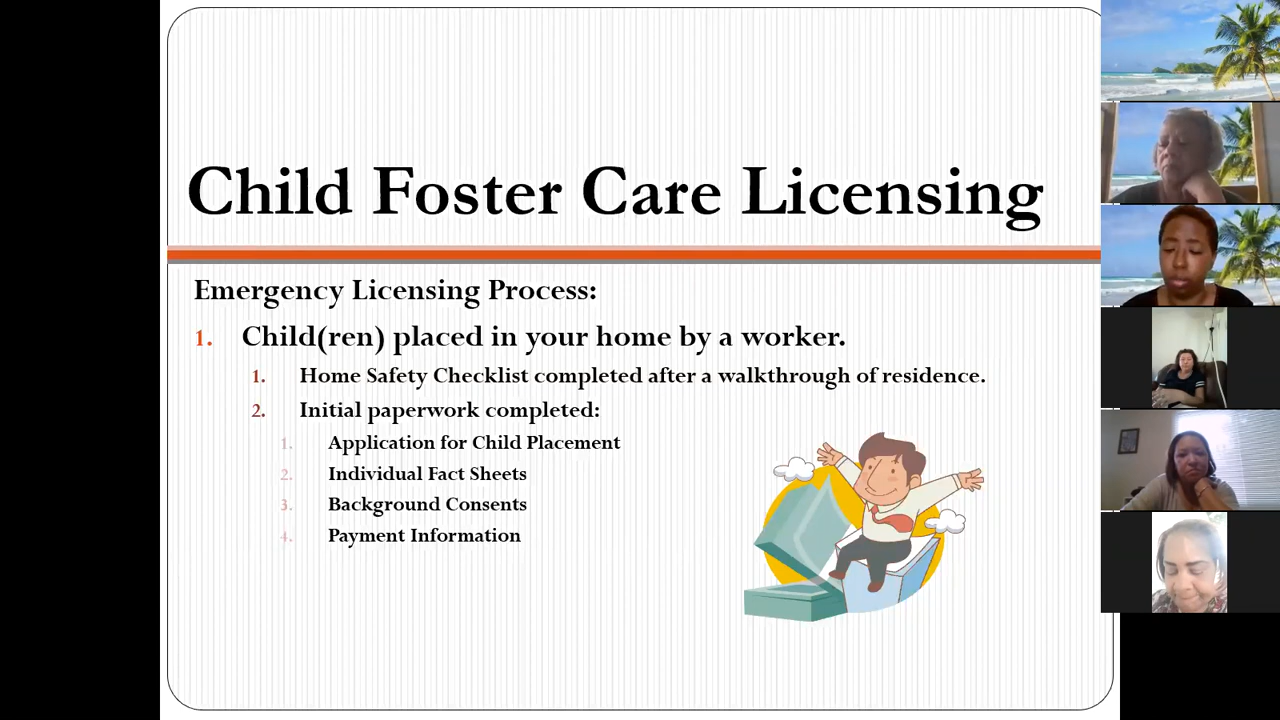 Child Foster Care Licensing
Emergency Licensing Process:
1. Child(ren) placed in your home by a worker.
1. Home Safety Checklist completed after a walkthrough of residence.
2. Initial paperwork completed:
1. Application for Child Placement
2. Individual Fact Sheets
3. Background Consents
4. Payment Information